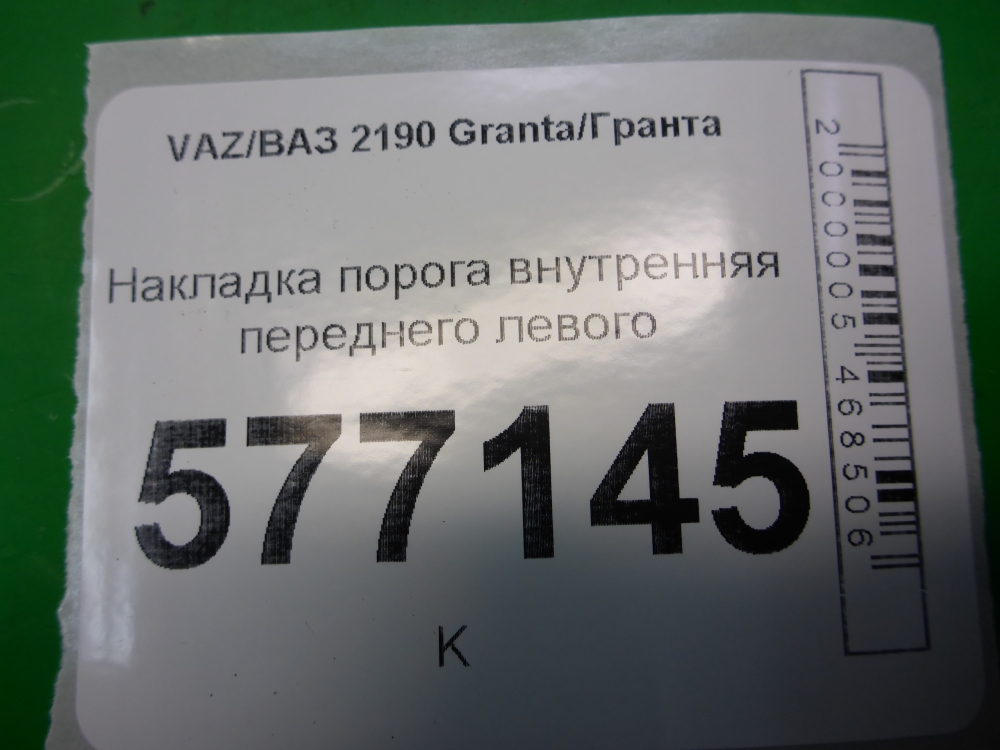 VAZ/ВАЗ 2190 Granta/Гранта
Накладка порога внутренняя
переднего левого
577145
К
2000005468506